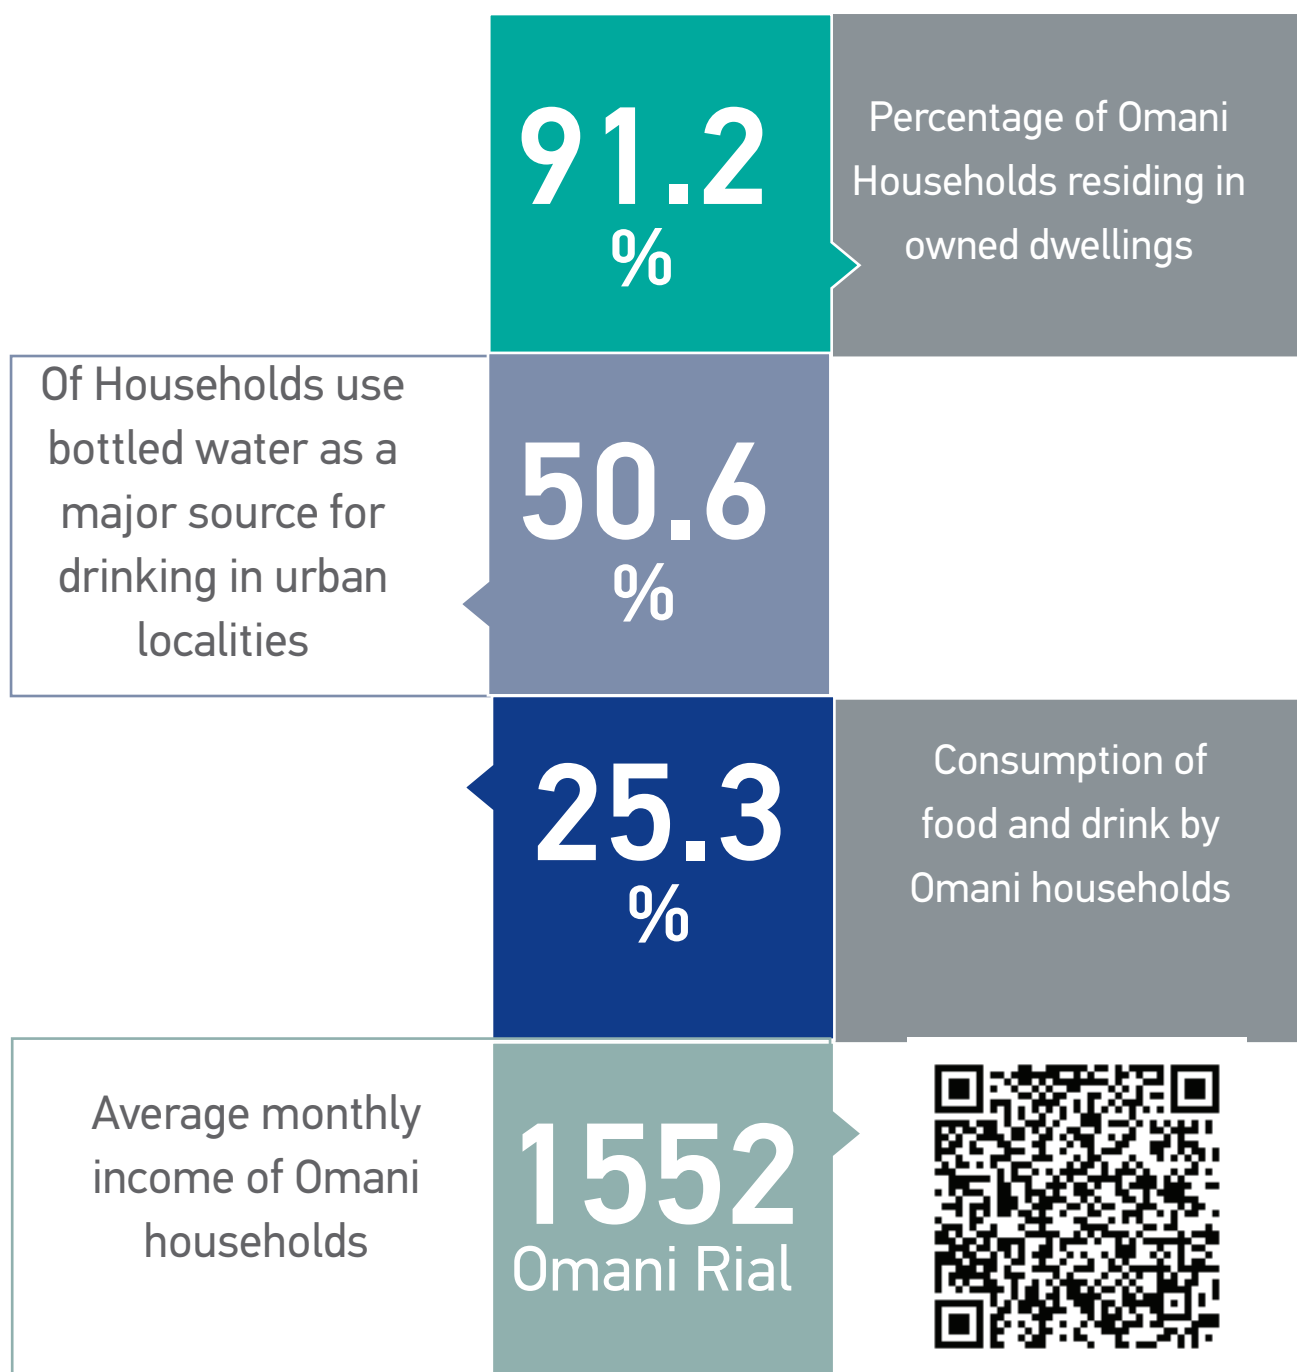 91.2
%
Percentage of Omani
Households residing in
owned dwellings
Of Households use
bottled water as a
major source for
drinking in urban
localities
50.6
%
25.3
%
Consumption of
food and drink by
Omani households
Average monthly
income of Omani
households
1552
Omani Rial